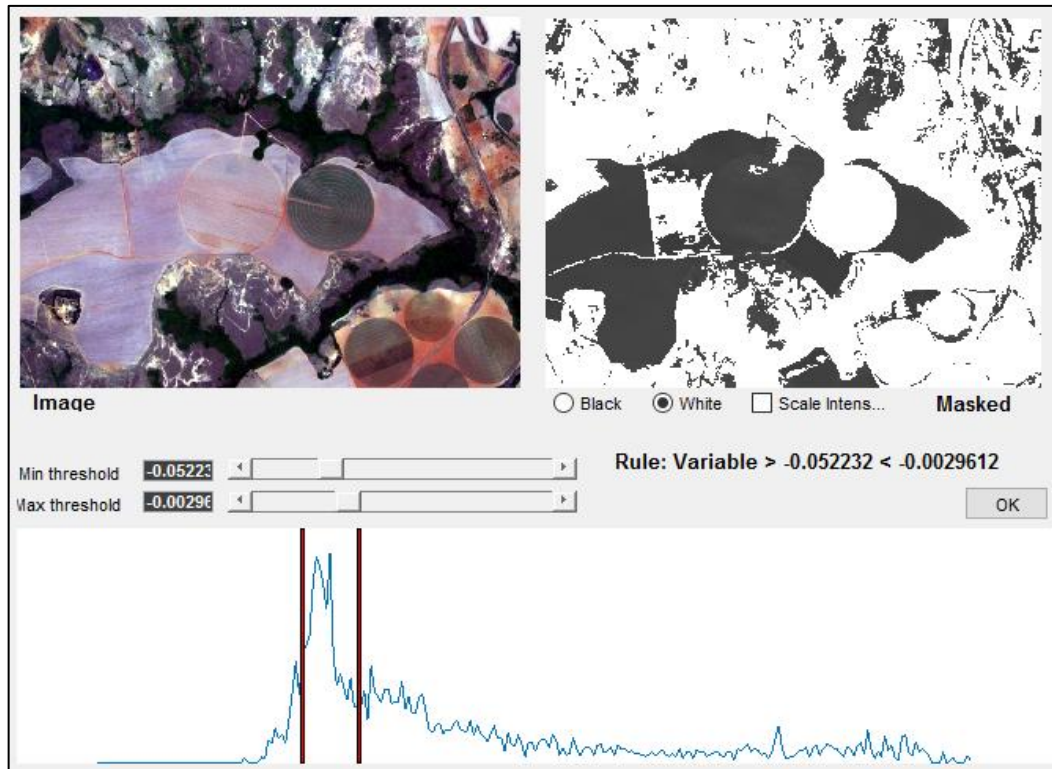 Image
Black White Scale Intens... Masked
Min threshold -0.05223
Max threshold -0.00296
Rule: Variable > -0.052232 < -0.0029612
OK